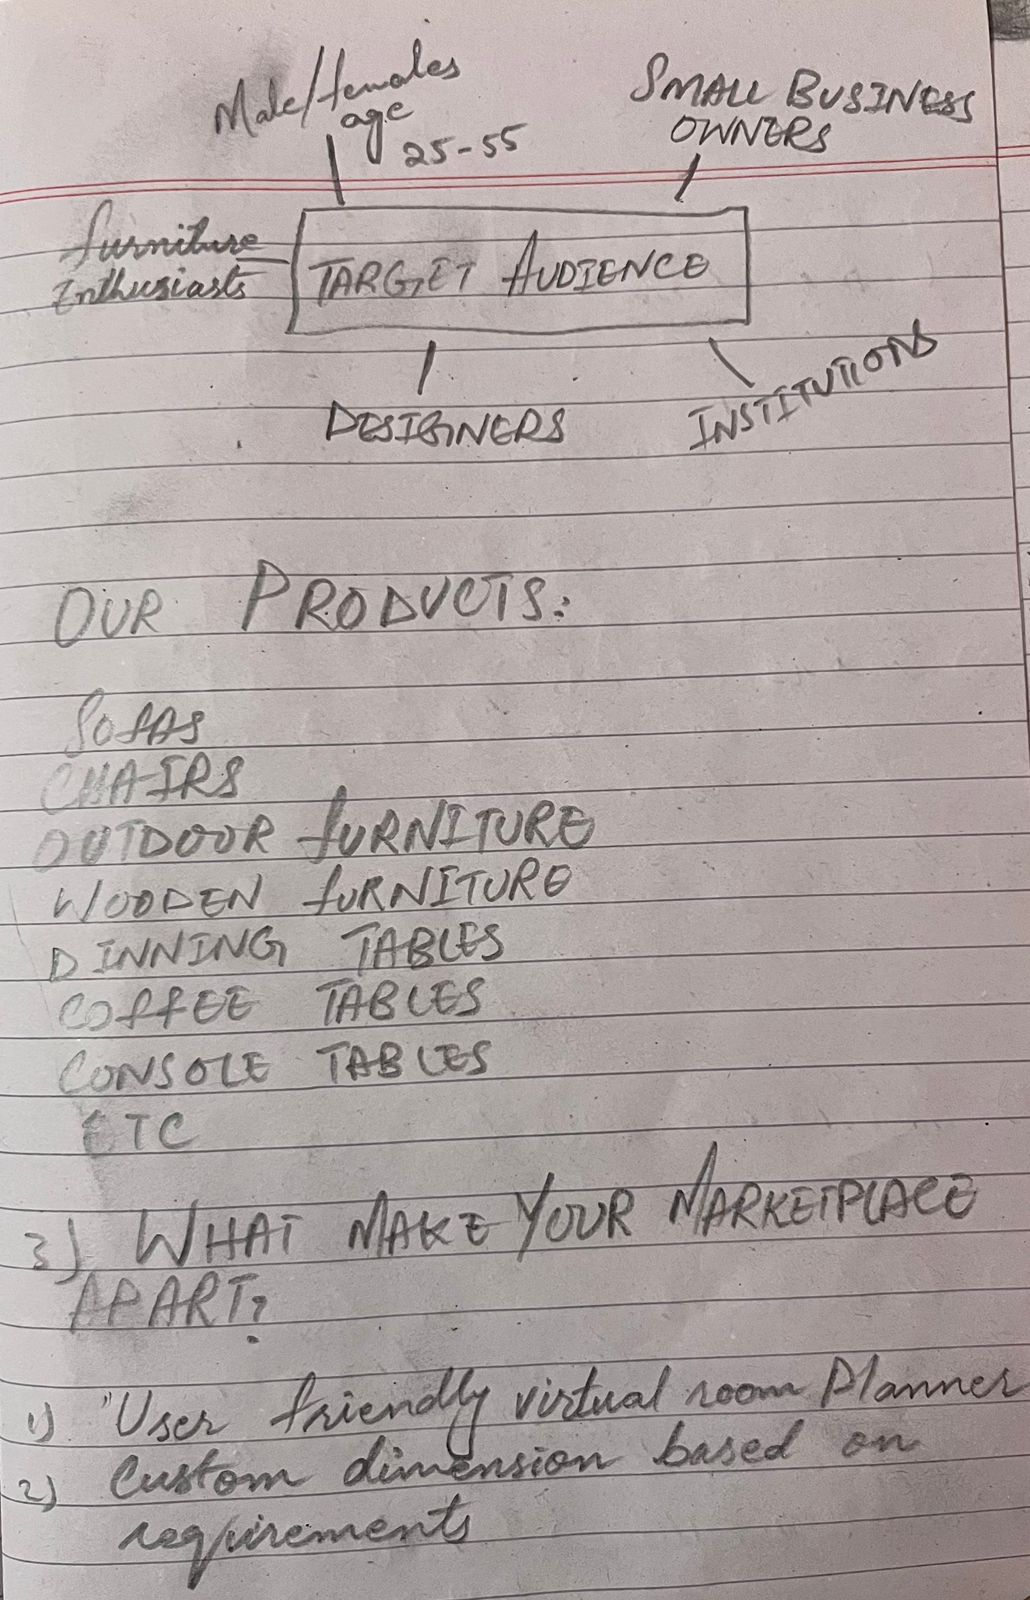 Male/females
age
25-55
SMALL BUSINESS
OWNERS
furniture
Enthusiasts
TARGET AUDIENCE
DESIGNERS
INSTITUTIONS
OUR PRODUCTS:
SOFAS
CHAIRS
OUTDOOR fURNITURE
WOODEN fURNITURE
DINNING TABLES
COFFEE TABLES
CONSOLE TABLES
ETC
3) WHAT MAKE YOUR MARKETPLACE
APART?
1) "User friendly virtual room Planner
2) Custom dimension based on
requirements